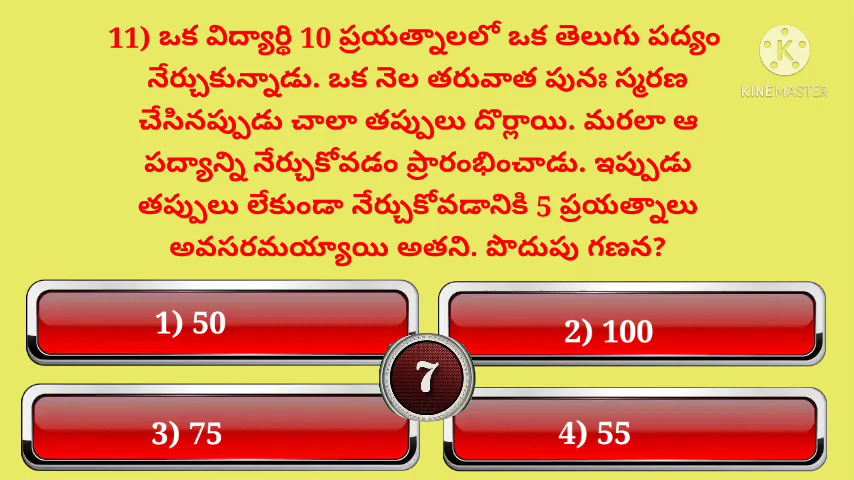 11) ఒక విద్యార్థి 10 ప్రయత్నాలలో ఒక తెలుగు పద్యం
నేర్చుకున్నాడు. ఒక నెల తరువాత పునః స్మరణ
చేసినప్పుడు చాలా తప్పులు దొర్లాయి. మరలా ఆ
పద్యాన్ని నేర్చుకోవడం ప్రారంభించాడు. ఇప్పుడు
తప్పులు లేకుండా నేర్చుకోవడానికి 5 ప్రయత్నాలు
అవసరమయ్యాయి అతని. పొదుపు గణన?
1) 50
2) 100
3) 75
4) 55
7
K
KINEMASTER